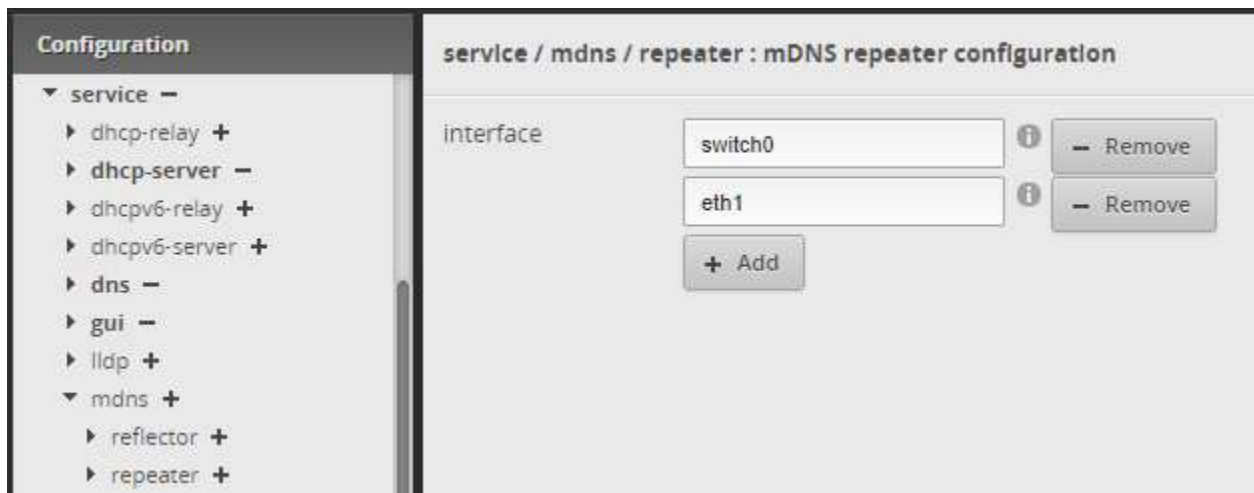 Configuration
service −
dhcp-relay +
dhcp-server −
dhcpv6-relay +
dhcpv6-server +
dns −
gui −
lldp +
mdns +
reflector +
repeater +
service / mdns / repeater : mDNS repeater configuration
interface
switch0
− Remove
eth1
− Remove
+ Add